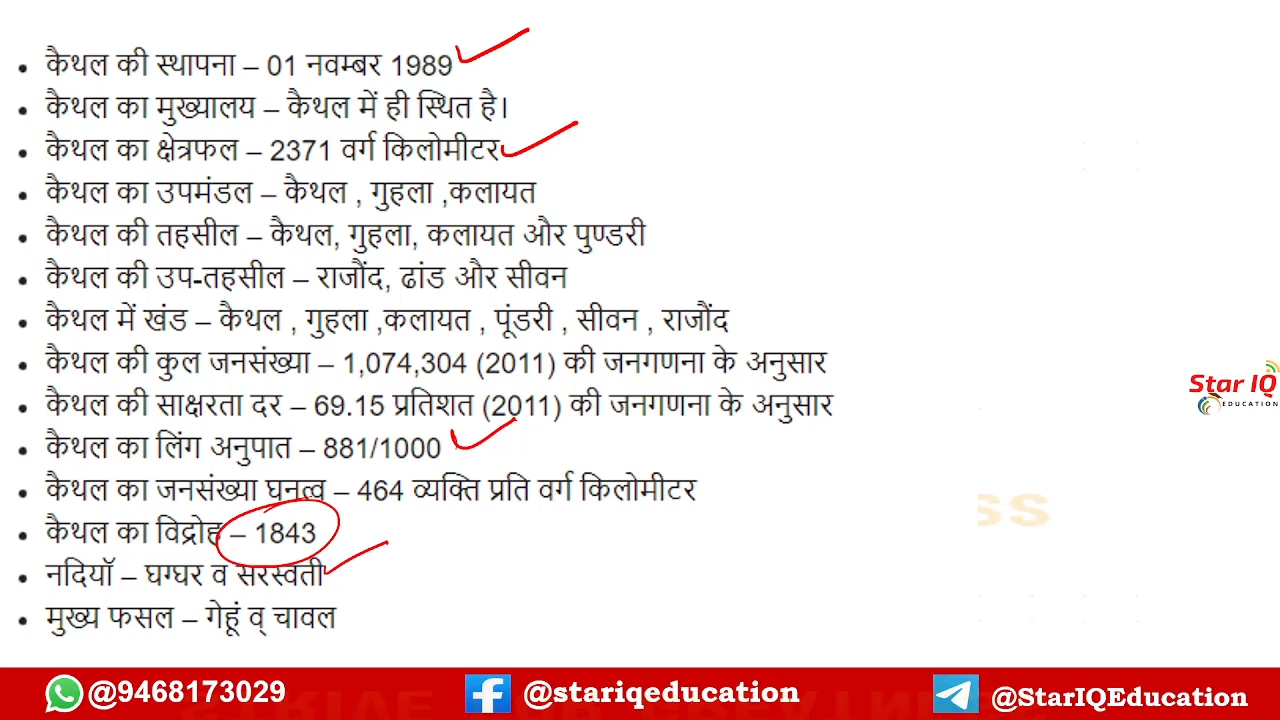 • कैथल की स्थापना – 01 नवम्बर 1989
• कैथल का मुख्यालय – कैथल में ही स्थित है।
• कैथल का क्षेत्रफल – 2371 वर्ग किलोमीटर
• कैथल का उपमंडल – कैथल , गुहला ,कलायत
• कैथल की तहसील – कैथल, गुहला, कलायत और पुण्डरी
• कैथल की उप-तहसील – राजौंद, ढांड और सीवन
• कैथल में खंड – कैथल , गुहला ,कलायत , पूंडरी , सीवन , राजौंद
• कैथल की कुल जनसंख्या – 1,074,304 (2011) की जनगणना के अनुसार
• कैथल की साक्षरता दर – 69.15 प्रतिशत (2011) की जनगणना के अनुसार
• कैथल का लिंग अनुपात – 881/1000
• कैथल का जनसंख्या घनत्व – 464 व्यक्ति प्रति वर्ग किलोमीटर
• कैथल का विद्रोह – 1843
• नदियाॅं – घग्घर व सरस्वती
• मुख्य फसल – गेहूं व् चावल
Star IQ
EDUCATION
@9468173029 @stariqeducation @StarIQEducation